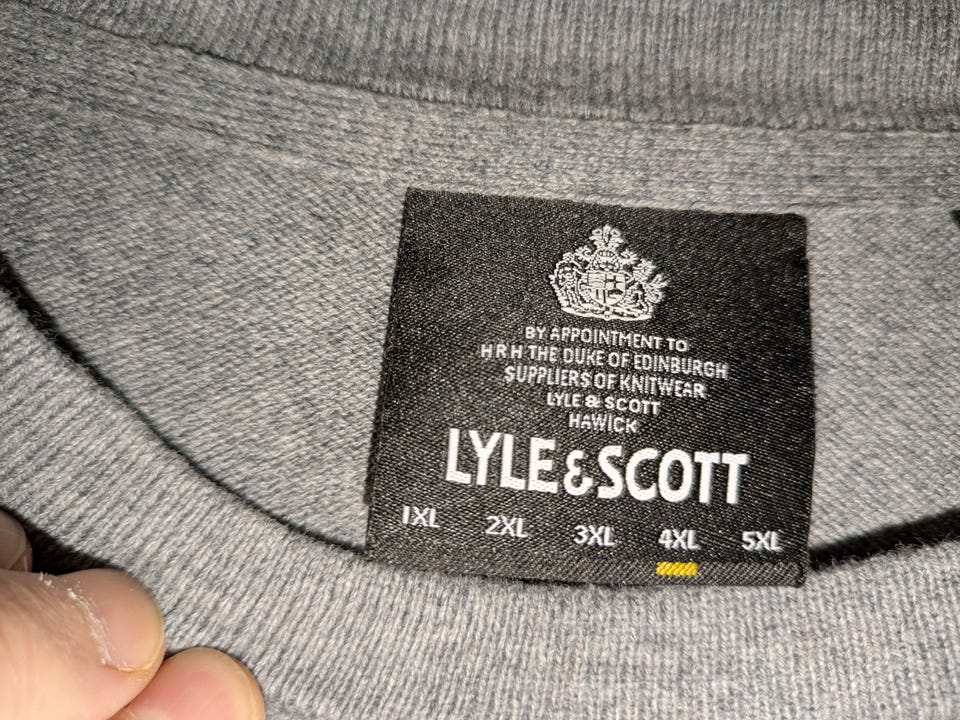 BY APPOINTMENT TO
H R H THE DUKE OF EDINBURGH
SUPPLIERS OF KNITWEAR
LYLE & SCOTT
HAWICK
LYLE & SCOTT
1XL 2XL 3XL 4XL 5XL